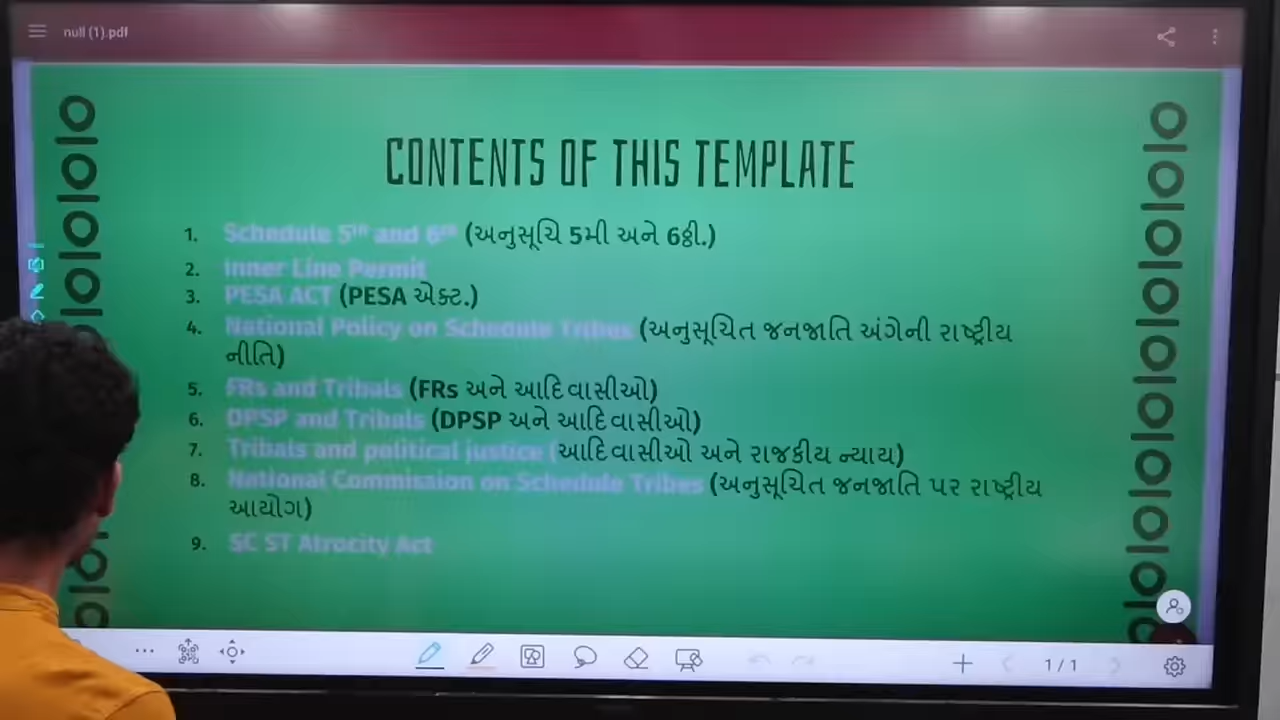 null (1).pdf
CONTENTS OF THIS TEMPLATE
1. Schedule 5th and 6th (અનુસૂચિ 5મી અને 6ઠ્ઠી.)
2. Inner Line Permit
3. PESA ACT (PESA એક્ટ.)
4. National Policy on Schedule Tribes (અનુસૂચિત જનજાતિ અંગેની રાષ્ટ્રીય
નીતિ)
5. FRs and Tribals (FRs અને આદિવાસીઓ)
6. DPSP and Tribals (DPSP અને આદિવાસીઓ)
7. Tribals and political justice (આદિવાસીઓ અને રાજકીય ન્યાય)
8. National Commission on Schedule Tribes (અનુસૂચિત જનજાતિ પર રાષ્ટ્રીય
આયોગ)
9. SC ST Atrocity Act
1/1